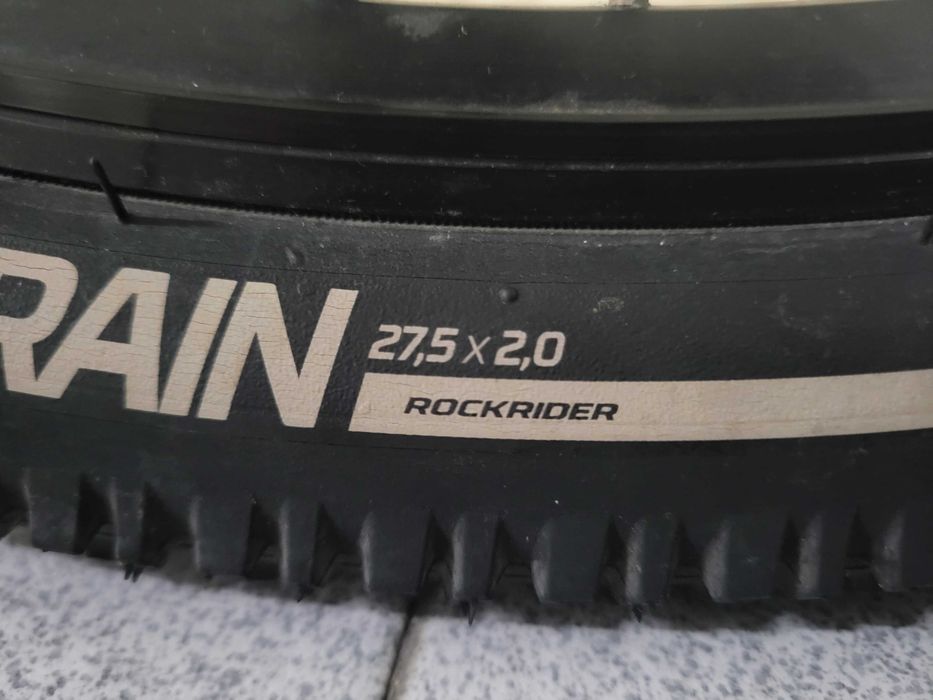 RAIN
27,5 x 2,0
ROCKRIDER